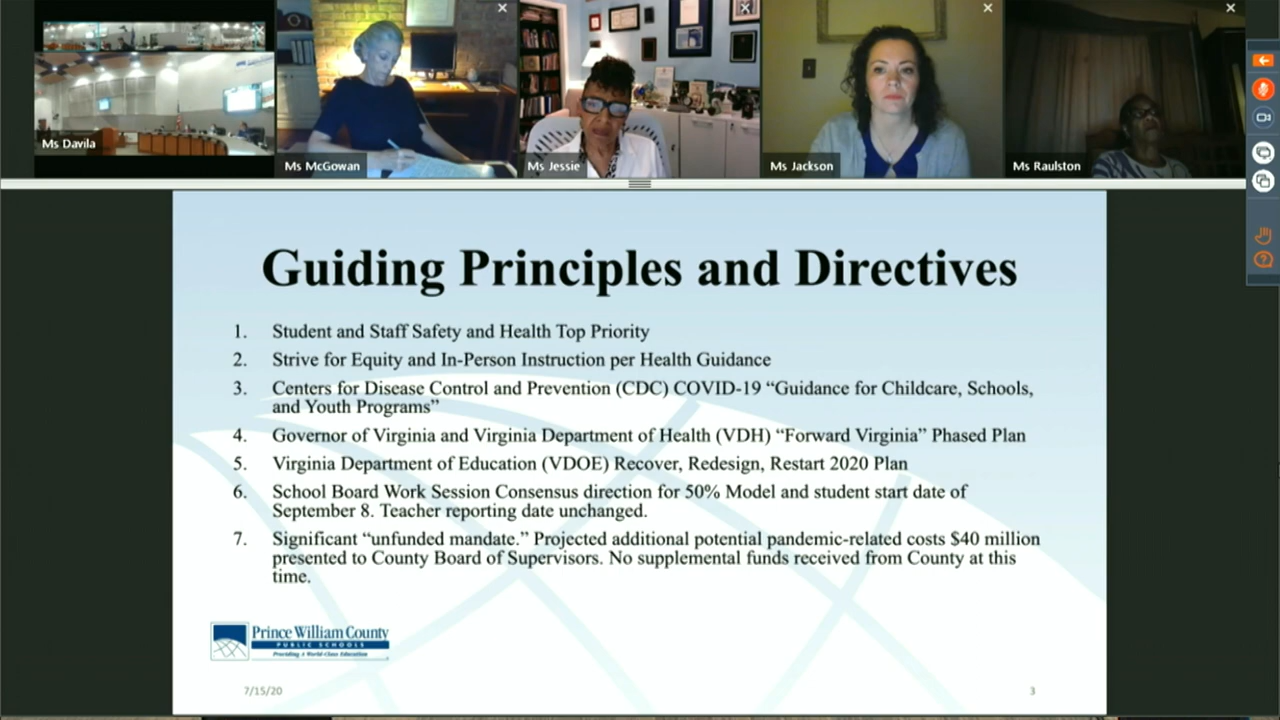 Ms Davila
Ms McGowan
Ms Jessie
Ms Jackson
Ms Raulston
Guiding Principles and Directives
1. Student and Staff Safety and Health Top Priority
2. Strive for Equity and In-Person Instruction per Health Guidance
3. Centers for Disease Control and Prevention (CDC) COVID-19 “Guidance for Childcare, Schools,
and Youth Programs”
4. Governor of Virginia and Virginia Department of Health (VDH) “Forward Virginia” Phased Plan
5. Virginia Department of Education (VDOE) Recover, Redesign, Restart 2020 Plan
6. School Board Work Session Consensus direction for 50% Model and student start date of
September 8. Teacher reporting date unchanged.
7. Significant “unfunded mandate.” Projected additional potential pandemic-related costs $40 million
presented to County Board of Supervisors. No supplemental funds received from County at this
time.
Prince William County
PUBLIC SCHOOLS
Providing A World-Class Education
7/15/20
3